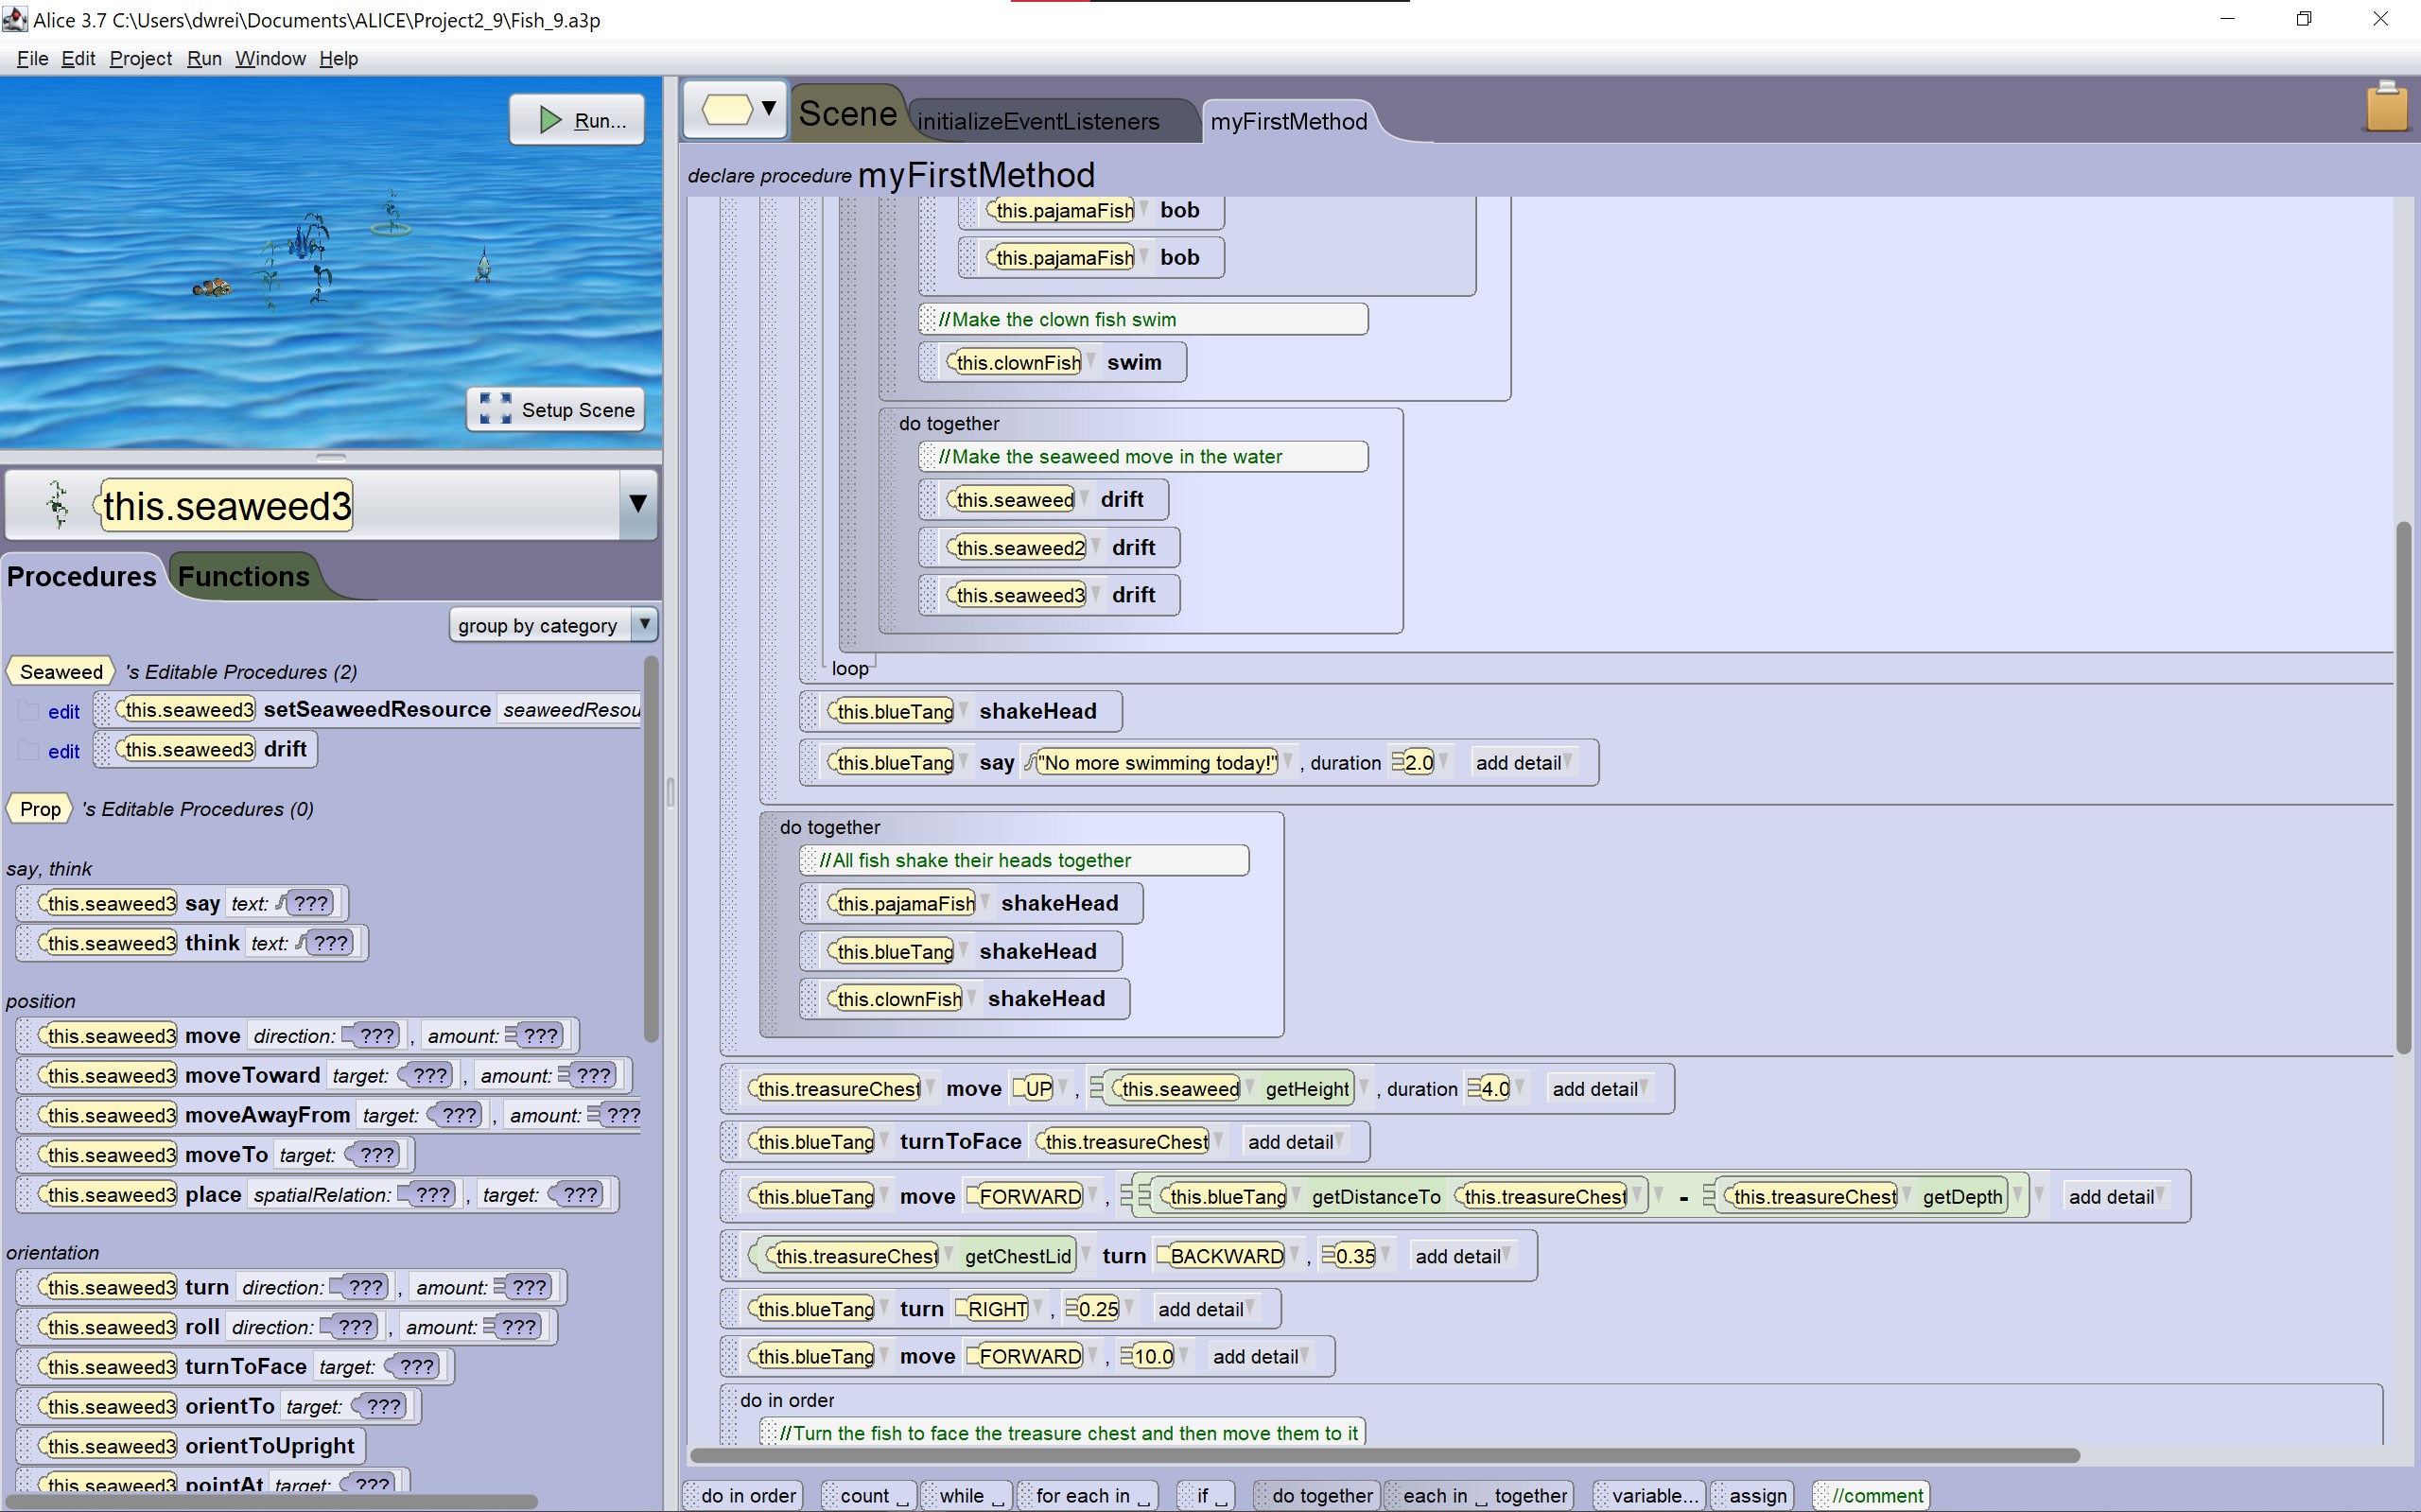 Alice 3.7 C:\Users\dwrei\Documents\ALICE\Project2_9\Fish_9.a3p
File Edit Project Run Window Help
Run...
Setup Scene
this.seaweed3
Procedures Functions
group by category
Seaweed 's Editable Procedures (2)
edit this.seaweed3 setSeaweedResource seaweedResou
edit this.seaweed3 drift
Prop 's Editable Procedures (0)
say, think
this.seaweed3 say text: ???
this.seaweed3 think text: ???
position
this.seaweed3 move direction: ??? , amount: ???
this.seaweed3 moveToward target: ??? , amount: ???
this.seaweed3 moveAwayFrom target: ??? , amount: ???
this.seaweed3 moveTo target: ???
this.seaweed3 place spatialRelation: ??? , target: ???
orientation
this.seaweed3 turn direction: ??? , amount: ???
this.seaweed3 roll direction: ??? , amount: ???
this.seaweed3 turnToFace target: ???
this.seaweed3 orientTo target: ???
this.seaweed3 orientToUpright
this.seaweed3 pointAt target: ???
Scene initializeEventListeners myFirstMethod
declare procedure myFirstMethod
this.pajamaFish bob
this.pajamaFish bob
//Make the clown fish swim
this.clownFish swim
do together
//Make the seaweed move in the water
this.seaweed drift
this.seaweed2 drift
this.seaweed3 drift
loop
this.blueTang shakeHead
this.blueTang say "No more swimming today!" , duration 2.0 add detail
do together
//All fish shake their heads together
this.pajamaFish shakeHead
this.blueTang shakeHead
this.clownFish shakeHead
this.treasureChest move UP , this.seaweed getHeight , duration 4.0 add detail
this.blueTang turnToFace this.treasureChest add detail
this.blueTang move FORWARD , this.blueTang getDistanceTo this.treasureChest - this.treasureChest getDepth add detail
this.treasureChest getChestLid turn BACKWARD , 0.35 add detail
this.blueTang turn RIGHT , 0.25 add detail
this.blueTang move FORWARD , 10.0 add detail
do in order
//Turn the fish to face the treasure chest and then move them to it
do in order count while for each in if do together each in together variable... assign //comment